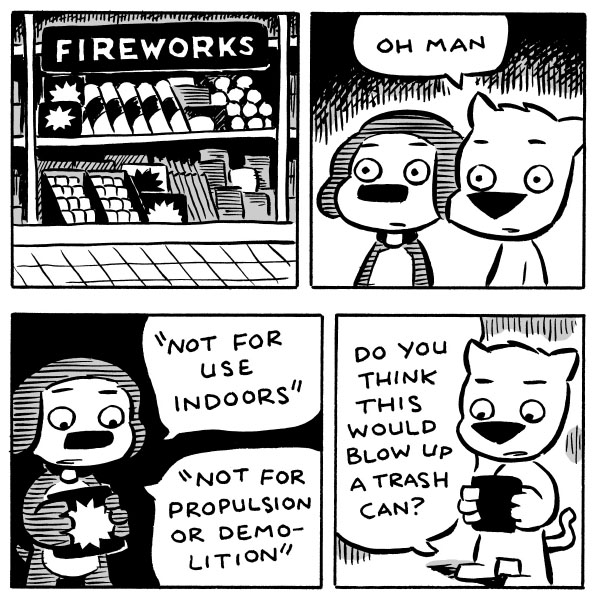 FIREWORKS
OH MAN
"NOT FOR
USE
INDOORS"
"NOT FOR
PROPULSION
OR DEMO-
LITION"
DO YOU
THINK
THIS
WOULD
BLOW UP
A TRASH
CAN?